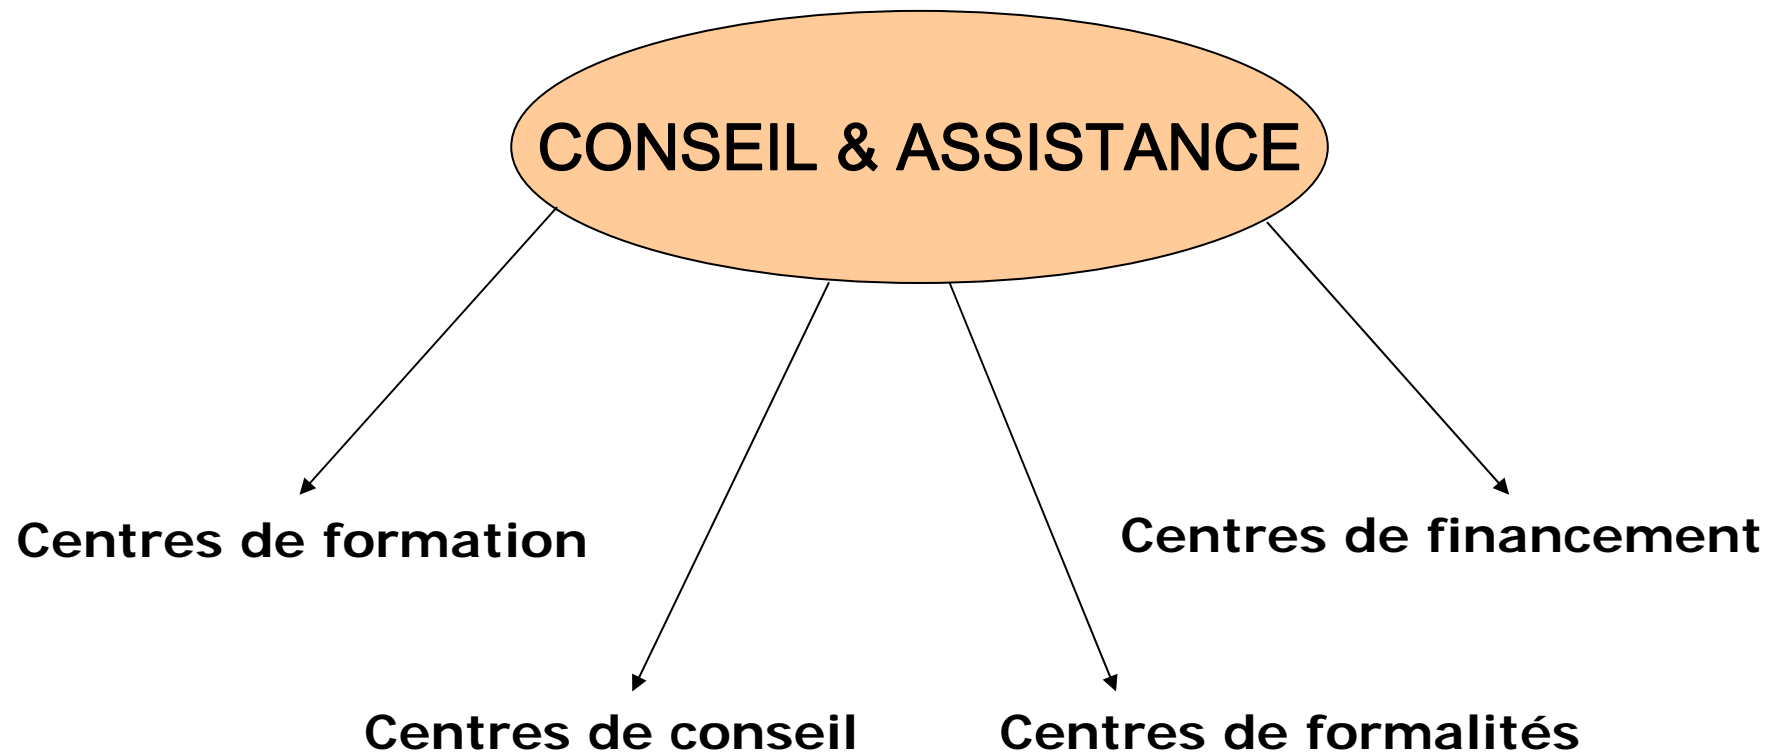 CONSEIL & ASSISTANCE
Centres de formation
Centres de financement
Centres de conseil
Centres de formalités